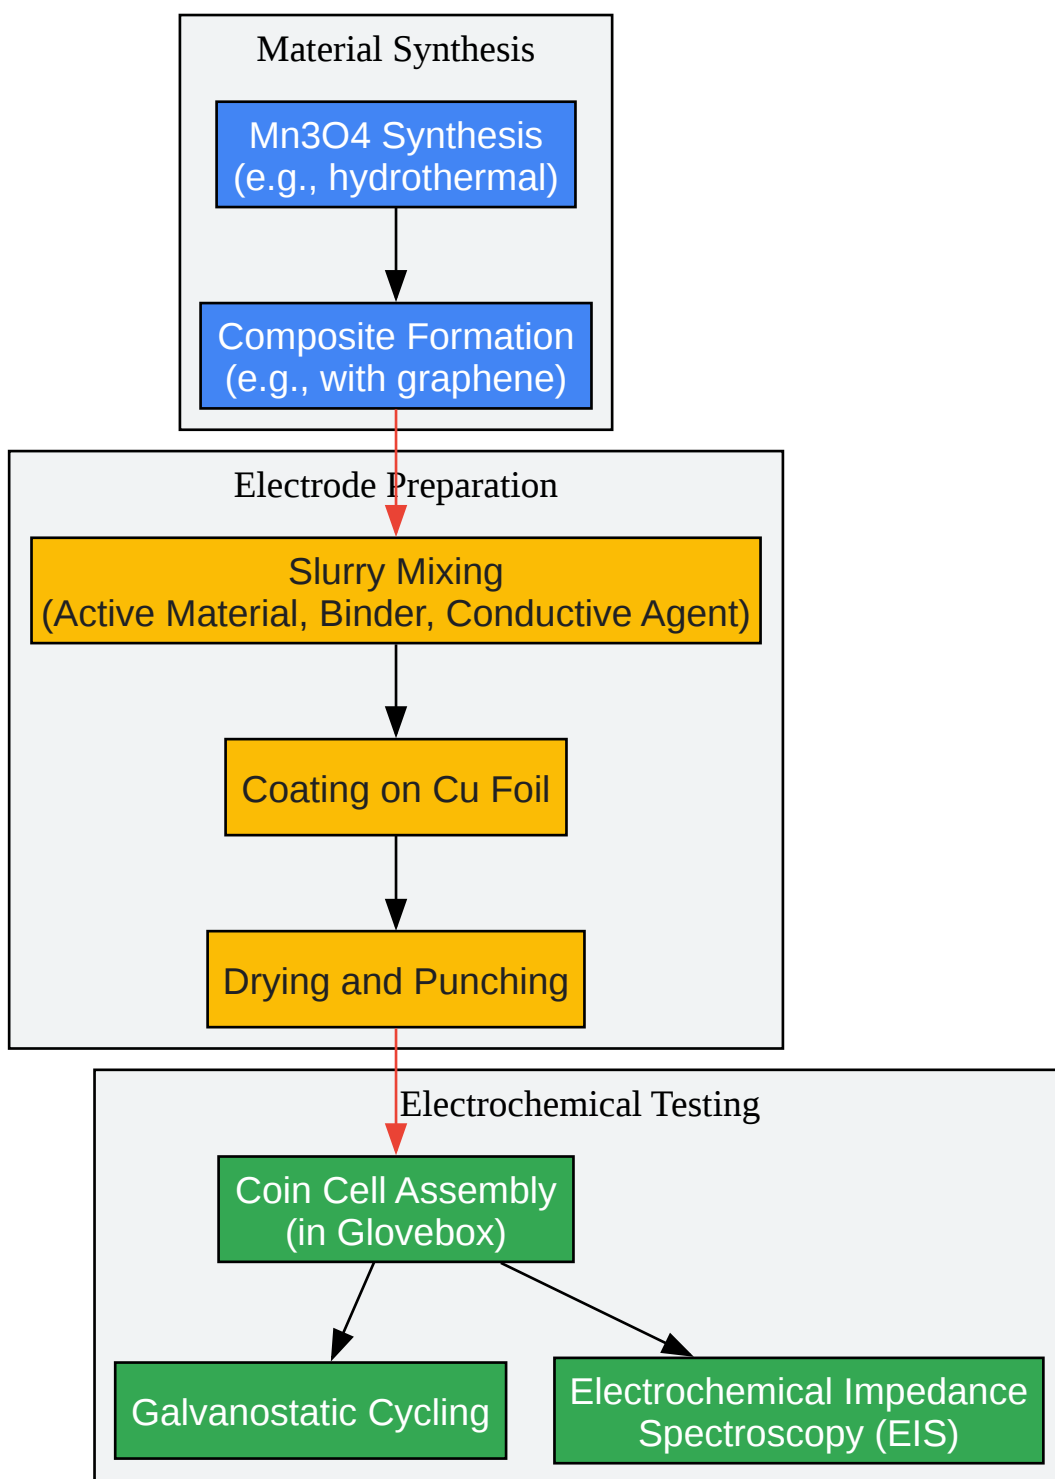 Material Synthesis
Mn3O4 Synthesis
(e.g., hydrothermal)
Composite Formation
(e.g., with graphene)
Electrode Preparation
Slurry Mixing
(Active Material, Binder, Conductive Agent)
Coating on Cu Foil
Drying and Punching
Electrochemical Testing
Coin Cell Assembly
(in Glovebox)
Galvanostatic Cycling
Electrochemical Impedance
Spectroscopy (EIS)